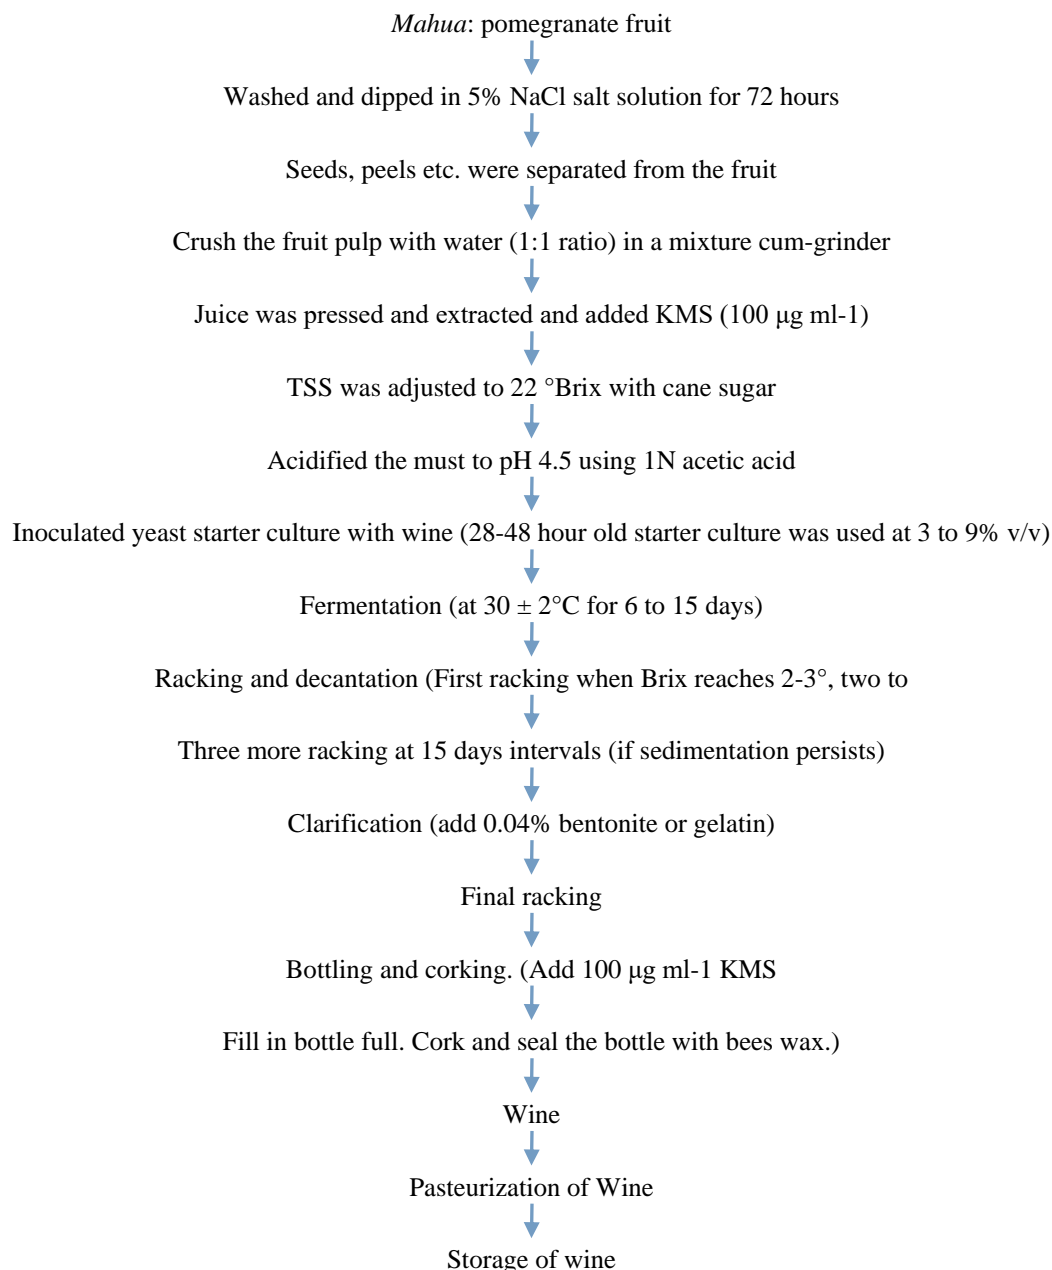 Mahua: pomegranate fruit
Washed and dipped in 5% NaCl salt solution for 72 hours
Seeds, peels etc. were separated from the fruit
Crush the fruit pulp with water (1:1 ratio) in a mixture cum-grinder
Juice was pressed and extracted and added KMS (100 μg ml-1)
TSS was adjusted to 22 °Brix with cane sugar
Acidified the must to pH 4.5 using 1N acetic acid
Inoculated yeast starter culture with wine (28-48 hour old starter culture was used at 3 to 9% v/v)
Fermentation (at 30 ± 2°C for 6 to 15 days)
Racking and decantation (First racking when Brix reaches 2-3°, two to
Three more racking at 15 days intervals (if sedimentation persists)
Clarification (add 0.04% bentonite or gelatin)
Final racking
Bottling and corking. (Add 100 μg ml-1 KMS
Fill in bottle full. Cork and seal the bottle with bees wax.)
Wine
Pasteurization of Wine
Storage of wine